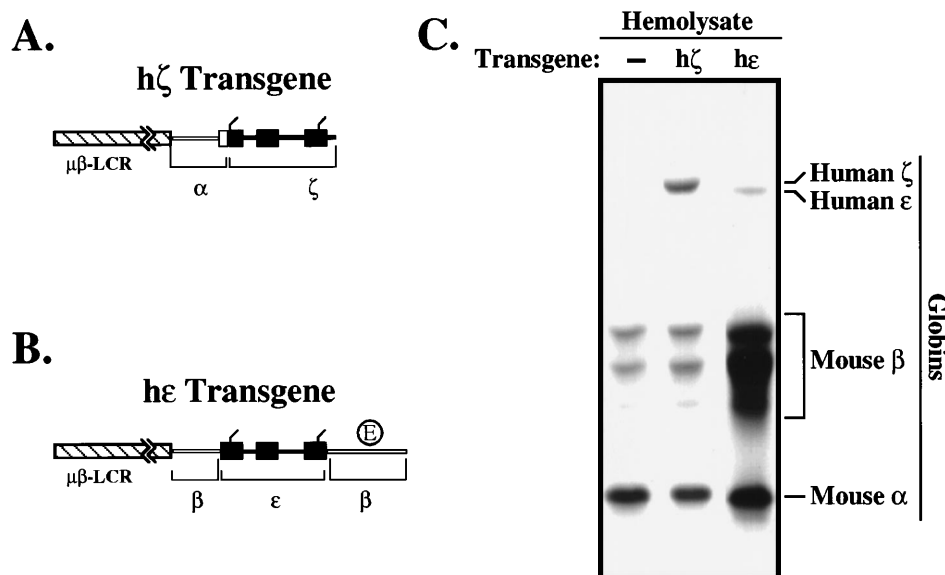 A.
hζ Transgene
μβ-LCR
α
ζ
B.
hε Transgene
E
μβ-LCR
β
ε
β
C.
Hemolysate
Transgene: – hζ hε
Human ζ
Human ε
Mouse β
Mouse α
Globins